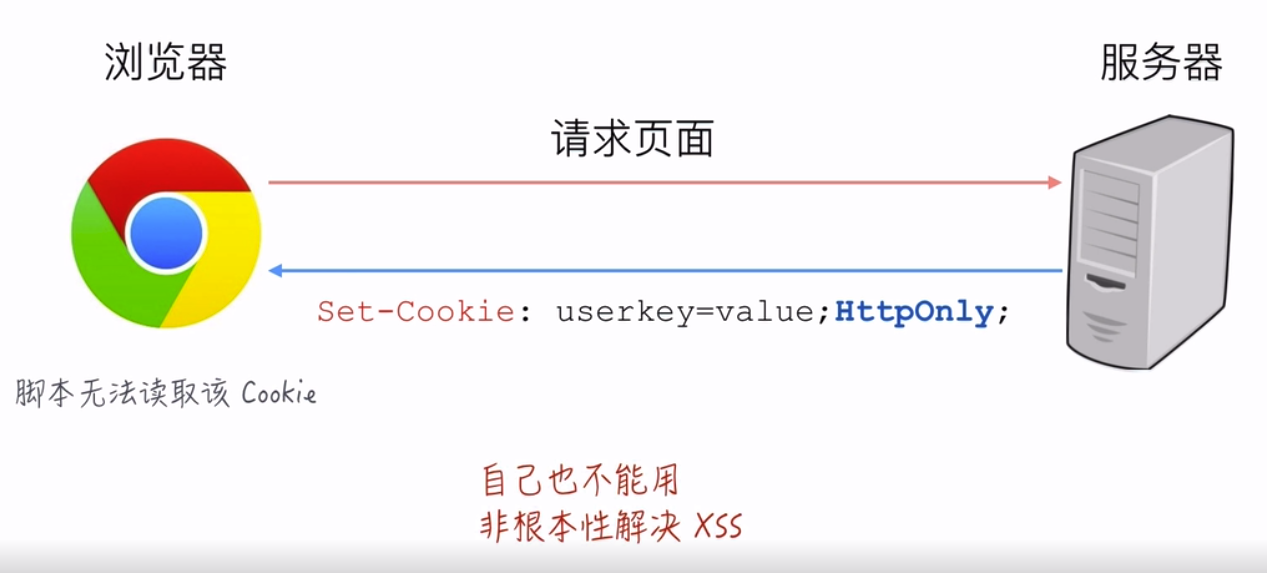 浏览器
服务器
请求页面
Set-Cookie: userkey=value;HttpOnly;
脚本无法读取该 Cookie
自己也不能用
非根本性解决 XSS